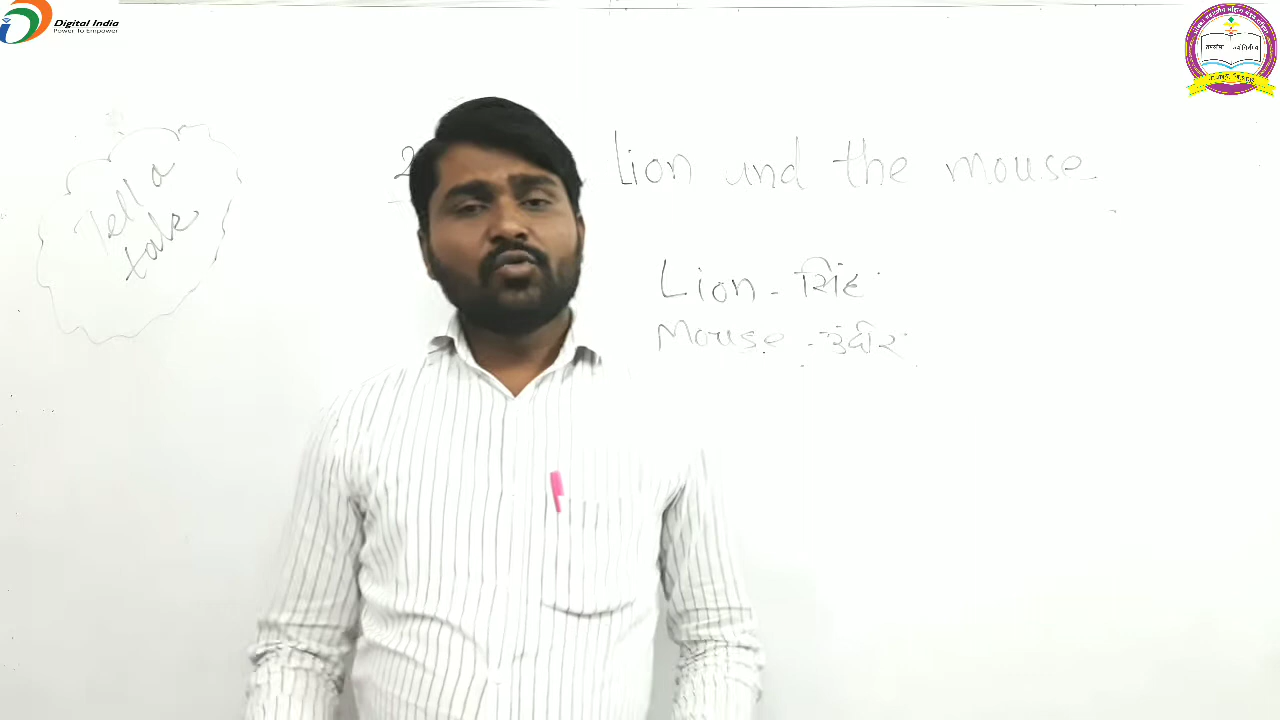 Digital India
Power To Empower
Tell a
tale
2
Lion and the mouse
Lion - सिंह
Mouse - उंदीर